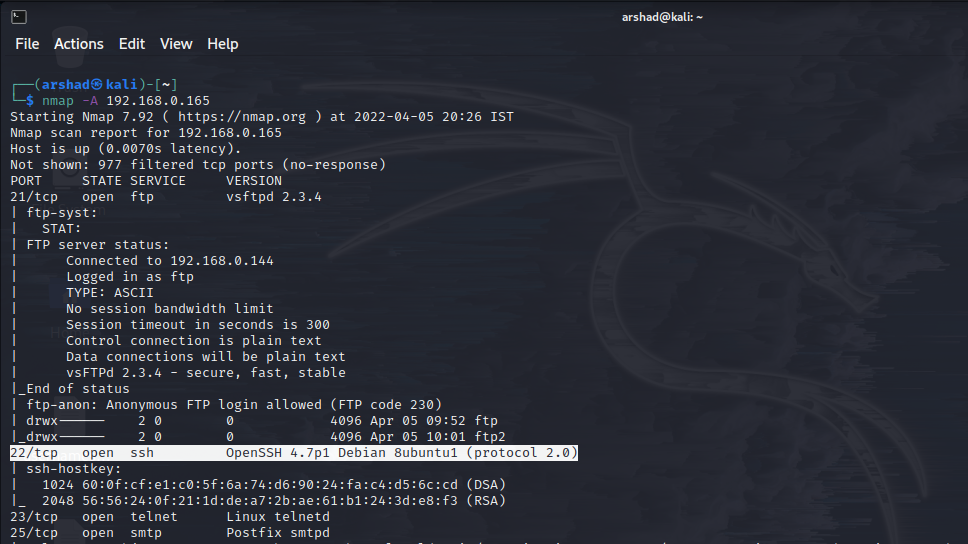 arshad@kali: ~
File Actions Edit View Help
┌──(arshad㉿kali)-[~]
└─$ nmap -A 192.168.0.165
Starting Nmap 7.92 ( https://nmap.org ) at 2022-04-05 20:26 IST
Nmap scan report for 192.168.0.165
Host is up (0.0070s latency).
Not shown: 977 filtered tcp ports (no-response)
PORT     STATE SERVICE     VERSION
21/tcp   open  ftp         vsftpd 2.3.4
| ftp-syst:
|   STAT:
| FTP server status:
|      Connected to 192.168.0.144
|      Logged in as ftp
|      TYPE: ASCII
|      No session bandwidth limit
|      Session timeout in seconds is 300
|      Control connection is plain text
|      Data connections will be plain text
|      vsFTPd 2.3.4 - secure, fast, stable
|_End of status
| ftp-anon: Anonymous FTP login allowed (FTP code 230)
| drwx------    2 0        0            4096 Apr 05 09:52 ftp
|_drwx------    2 0        0            4096 Apr 05 10:01 ftp2
22/tcp   open  ssh         OpenSSH 4.7p1 Debian 8ubuntu1 (protocol 2.0)
| ssh-hostkey:
|   1024 60:0f:cf:e1:c0:5f:6a:74:d6:90:24:fa:c4:d5:6c:cd (DSA)
|_  2048 56:56:24:0f:21:1d:de:a7:2b:ae:61:b1:24:3d:e8:f3 (RSA)
23/tcp   open  telnet      Linux telnetd
25/tcp   open  smtp        Postfix smtpd